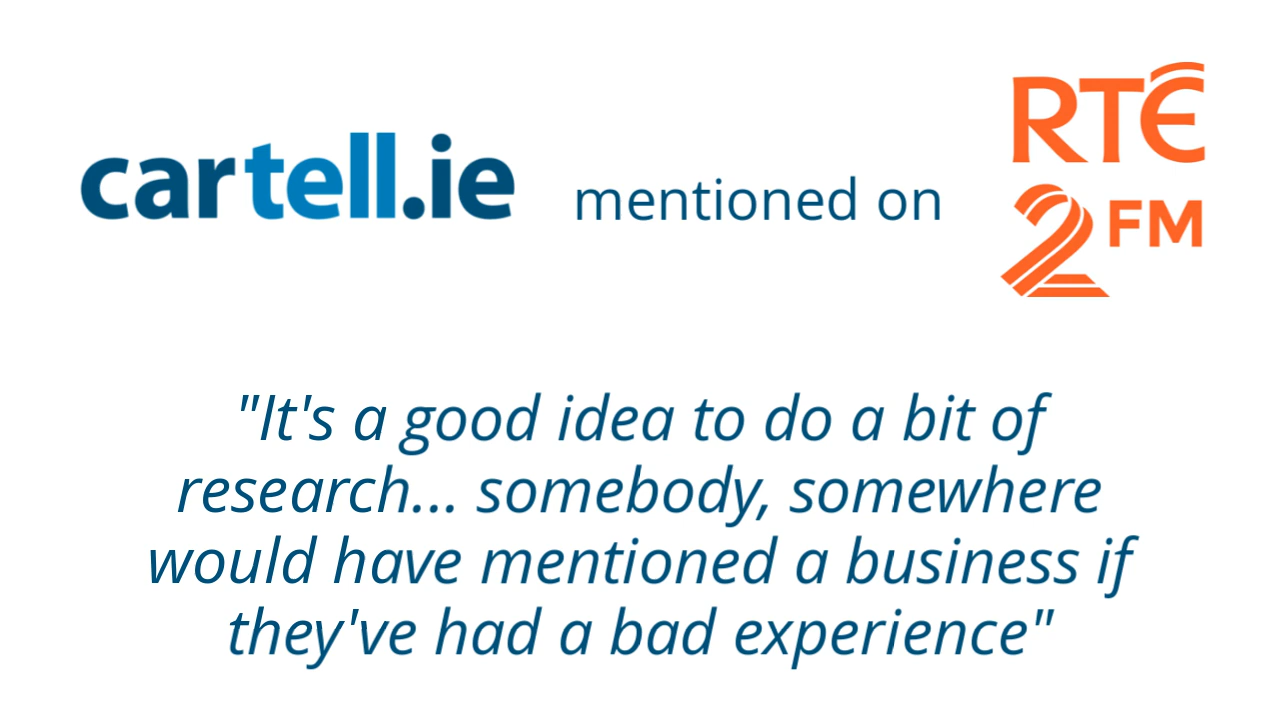 cartell.ie mentioned on RTÉ
2FM
"It's a good idea to do a bit of
research... somebody, somewhere
would have mentioned a business if
they've had a bad experience"